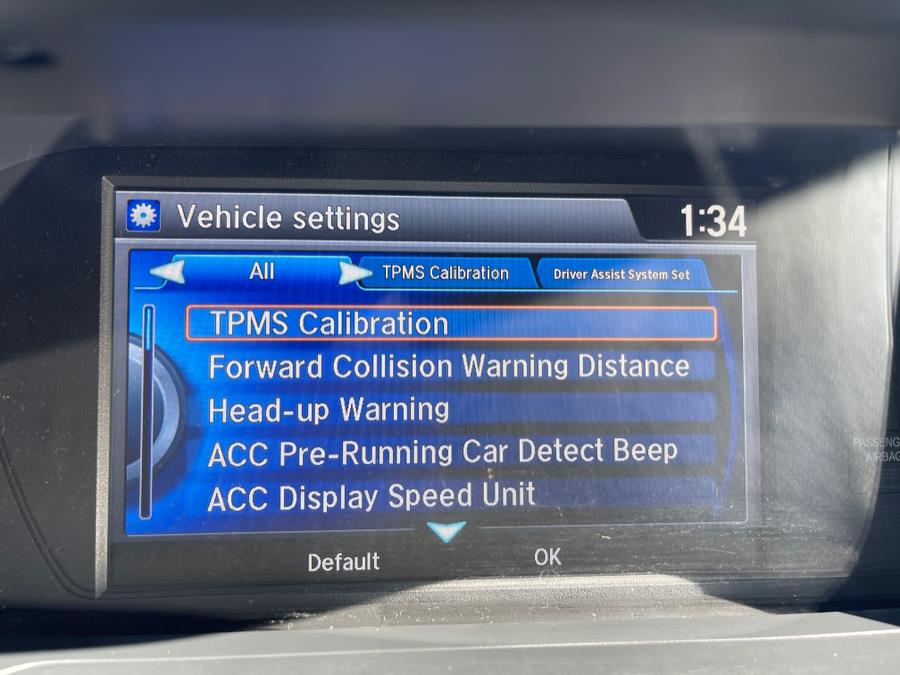 Vehicle settings 1:34
All TPMS Calibration Driver Assist System Set
TPMS Calibration
Forward Collision Warning Distance
Head-up Warning
ACC Pre-Running Car Detect Beep
ACC Display Speed Unit
Default OK